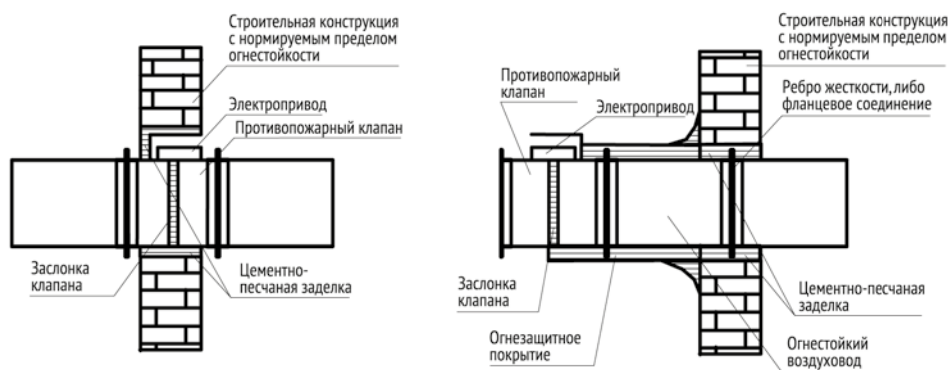 Строительная конструкция
с нормируемым пределом
огнестойкости
Электропривод
Противопожарный клапан
Заслонка
клапана
Цементно-
песчаная заделка
Строительная конструкция
с нормируемым пределом
огнестойкости
Противопожарный
клапан
Электропривод
Ребро жесткости, либо
фланцевое соединение
Заслонка
клапана
Огнезащитное
покрытие
Цементно-песчаная
заделка
Огнестойкий
воздуховод